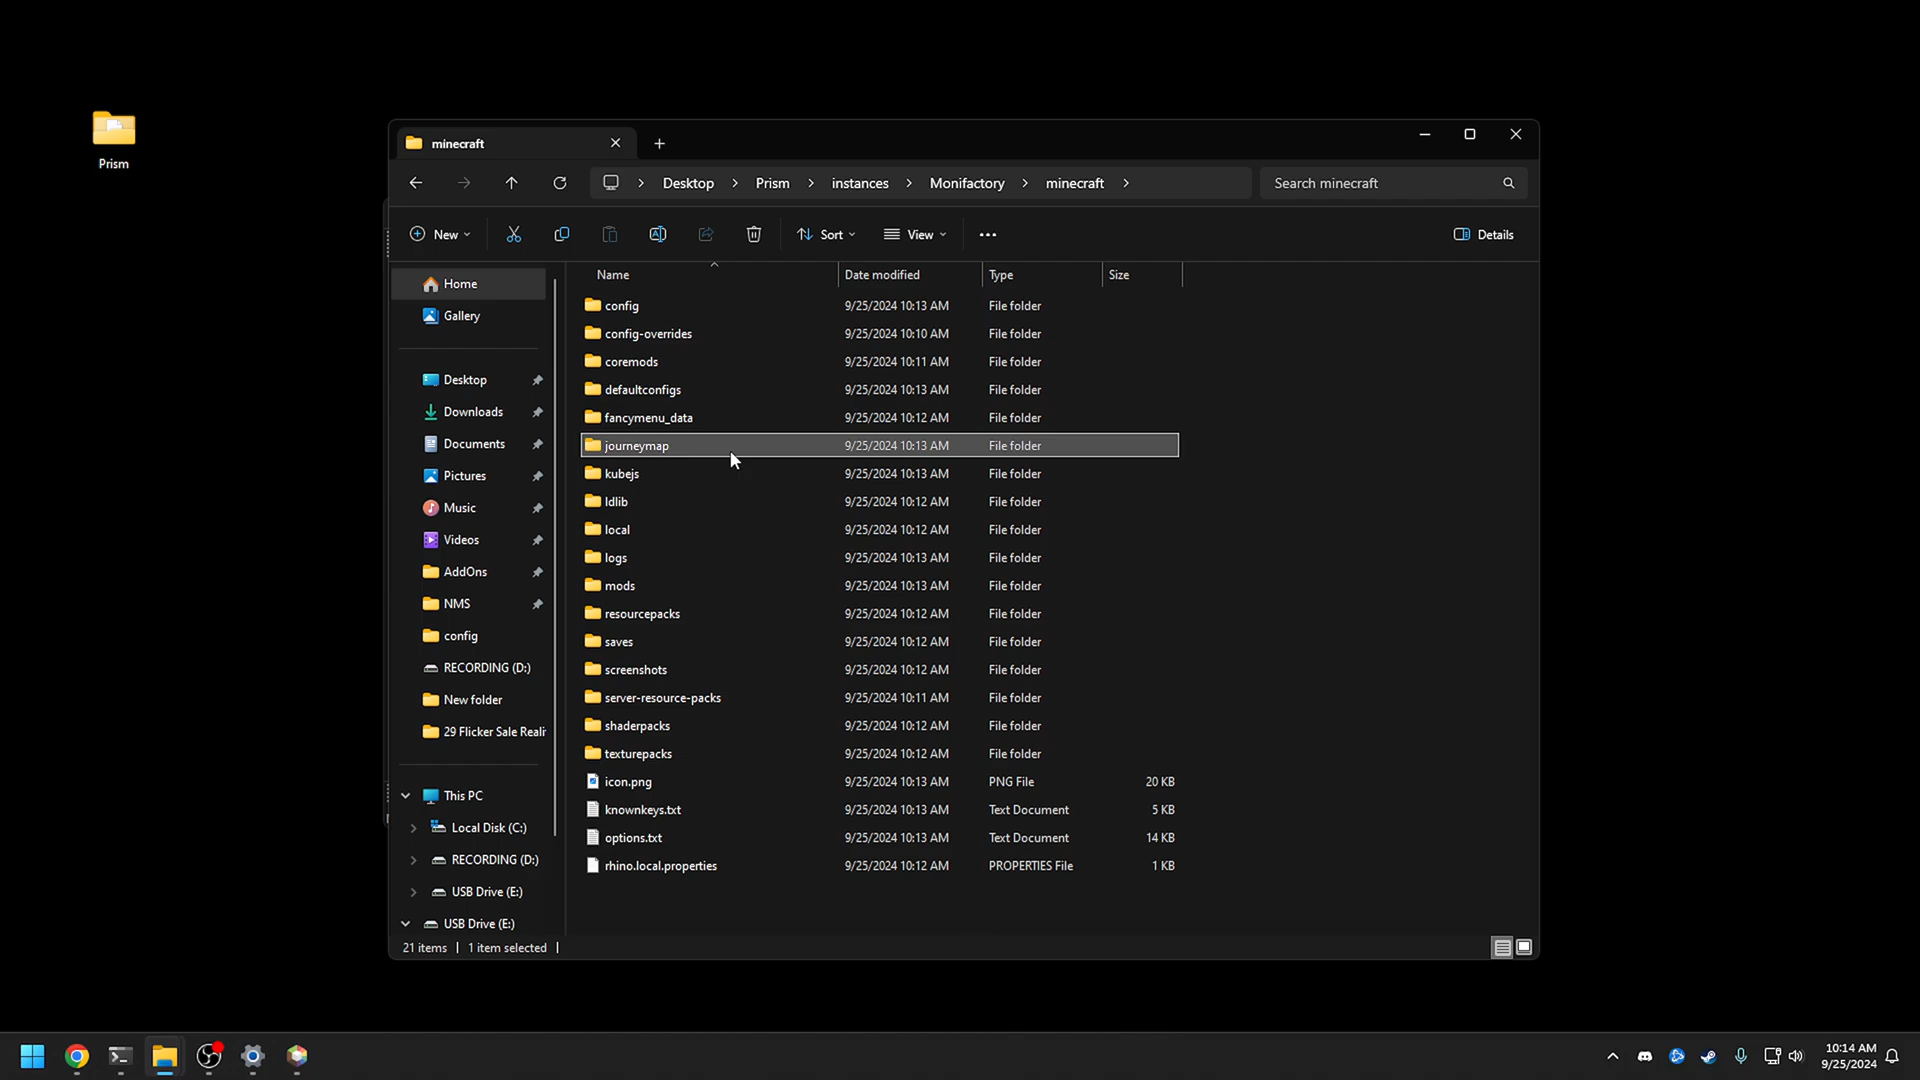 Prism
minecraft
Desktop Prism instances Monifactory minecraft
Search minecraft
New
Sort
View
Details
Name Date modified Type Size
Home
Gallery
Desktop
Downloads
Documents
Pictures
Music
Videos
AddOns
NMS
config
RECORDING (D:)
New folder
29 Flicker Sale Reali
This PC
Local Disk (C:)
RECORDING (D:)
USB Drive (E:)
USB Drive (E:)
config 9/25/2024 10:13 AM File folder
config-overrides 9/25/2024 10:10 AM File folder
coremods 9/25/2024 10:11 AM File folder
defaultconfigs 9/25/2024 10:13 AM File folder
fancymenu_data 9/25/2024 10:12 AM File folder
journeymap 9/25/2024 10:13 AM File folder
kubejs 9/25/2024 10:13 AM File folder
ldlib 9/25/2024 10:12 AM File folder
local 9/25/2024 10:12 AM File folder
logs 9/25/2024 10:13 AM File folder
mods 9/25/2024 10:13 AM File folder
resourcepacks 9/25/2024 10:12 AM File folder
saves 9/25/2024 10:12 AM File folder
screenshots 9/25/2024 10:12 AM File folder
server-resource-packs 9/25/2024 10:11 AM File folder
shaderpacks 9/25/2024 10:12 AM File folder
texturepacks 9/25/2024 10:12 AM File folder
icon.png 9/25/2024 10:13 AM PNG File 20 KB
knownkeys.txt 9/25/2024 10:13 AM Text Document 5 KB
options.txt 9/25/2024 10:13 AM Text Document 14 KB
rhino.local.properties 9/25/2024 10:12 AM PROPERTIES File 1 KB
21 items 1 item selected
10:14 AM
9/25/2024